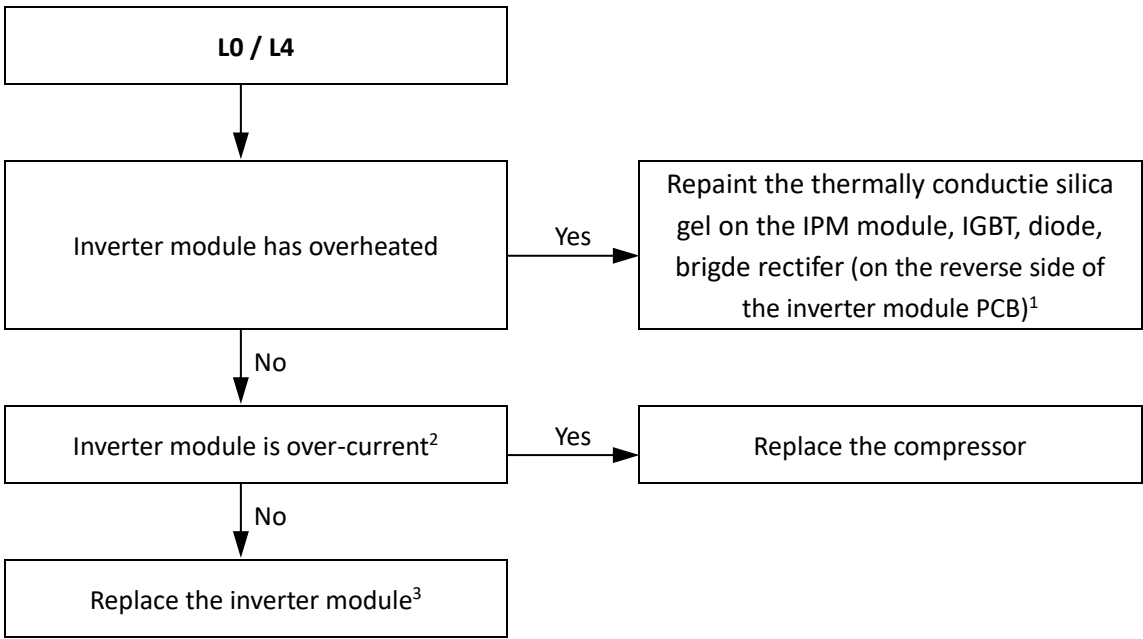 L0 / L4
Inverter module has overheated
Yes
Repaint the thermally conductie silica
gel on the IPM module, IGBT, diode,
brigde rectifer (on the reverse side of
the inverter module PCB)¹
No
Inverter module is over-current²
Yes
Replace the compressor
No
Replace the inverter module³